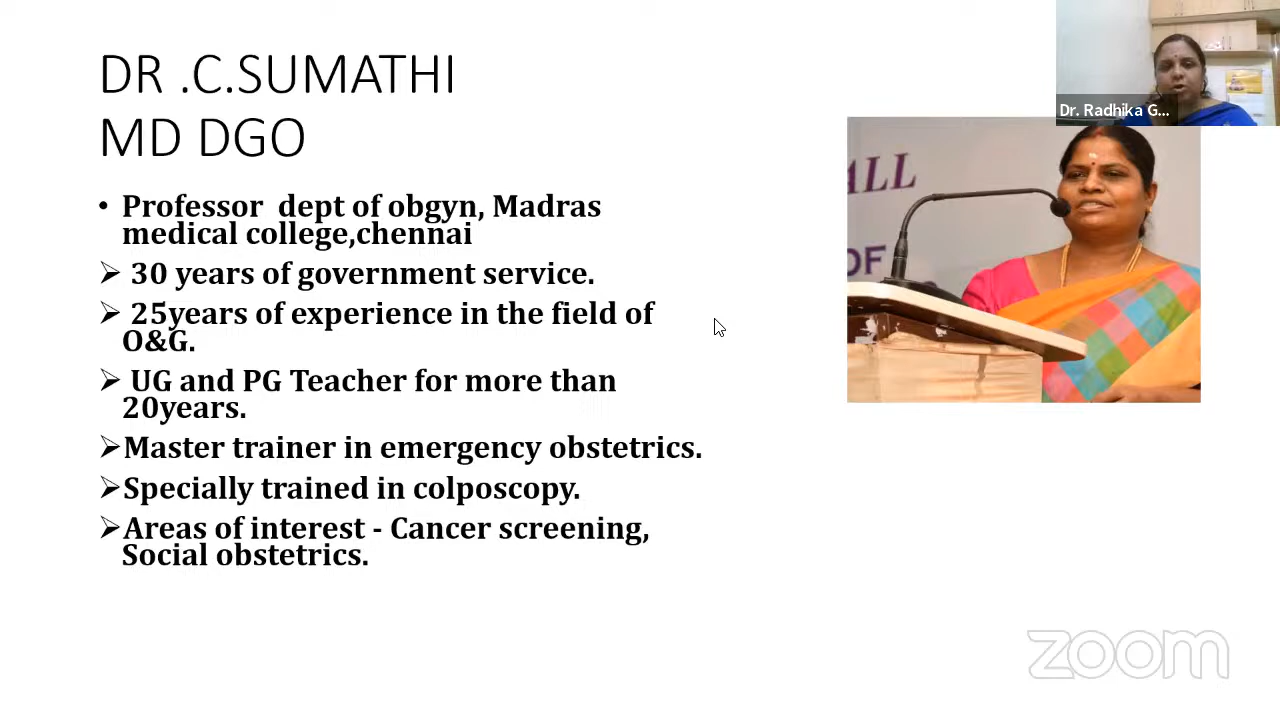 DR .C.SUMATHI
MD DGO
• Professor dept of obgyn, Madras
medical college,chennai
➢ 30 years of government service.
➢ 25years of experience in the field of
O&G.
➢ UG and PG Teacher for more than
20years.
➢Master trainer in emergency obstetrics.
➢Specially trained in colposcopy.
➢Areas of interest - Cancer screening,
Social obstetrics.
Dr. Radhika G...
ALL
OF
zoom